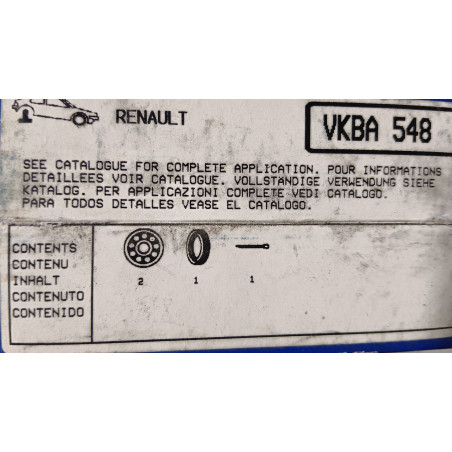 RENAULT
VKBA 548
SEE CATALOGUE FOR COMPLETE APPLICATION. POUR INFORMATIONS
DETAILLEES VOIR CATALOGUE. VOLLSTÄNDIGE VERWENDUNG SIEHE
KATALOG. PER APPLICAZIONI COMPLETE VEDI CATALOGO.
PARA TODOS DETALLES VEASE EL CATALOGO.
CONTENTS
CONTENU
INHALT
CONTENUTO
CONTENIDO
2 1 1